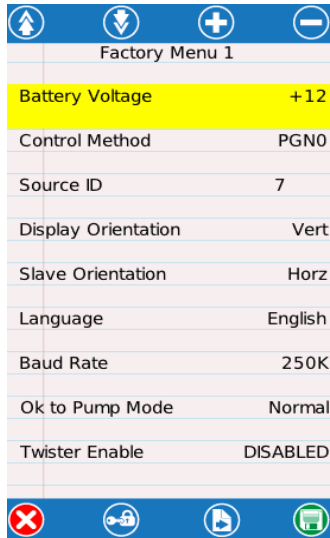 Factory Menu 1
Battery Voltage +12
Control Method PGN0
Source ID 7
Display Orientation Vert
Slave Orientation Horz
Language English
Baud Rate 250K
Ok to Pump Mode Normal
Twister Enable DISABLED